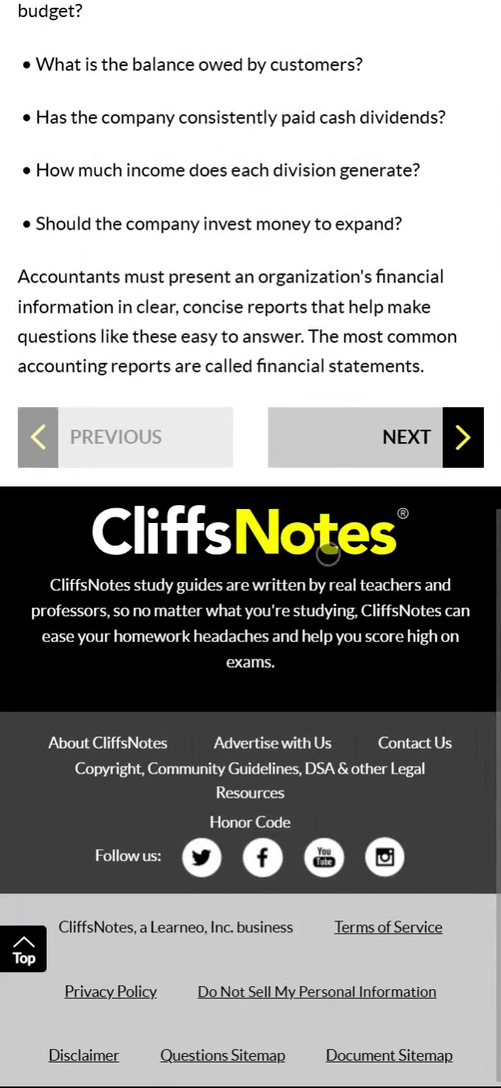 budget?
• What is the balance owed by customers?
• Has the company consistently paid cash dividends?
• How much income does each division generate?
• Should the company invest money to expand?
Accountants must present an organization's financial
information in clear, concise reports that help make
questions like these easy to answer. The most common
accounting reports are called financial statements.
PREVIOUS
NEXT
CliffsNotes®
CliffsNotes study guides are written by real teachers and
professors, so no matter what you're studying, CliffsNotes can
ease your homework headaches and help you score high on
exams.
About CliffsNotes Advertise with Us Contact Us
Copyright, Community Guidelines, DSA & other Legal
Resources
Honor Code
Follow us: You Tube
CliffsNotes, a Learneo, Inc. business Terms of Service
Top
Privacy Policy Do Not Sell My Personal Information
Disclaimer Questions Sitemap Document Sitemap